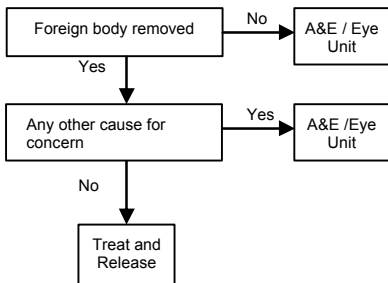 Foreign body removed
No
A&E / Eye
Unit
Yes
Any other cause for
concern
Yes
A&E /Eye
Unit
No
Treat and
Release